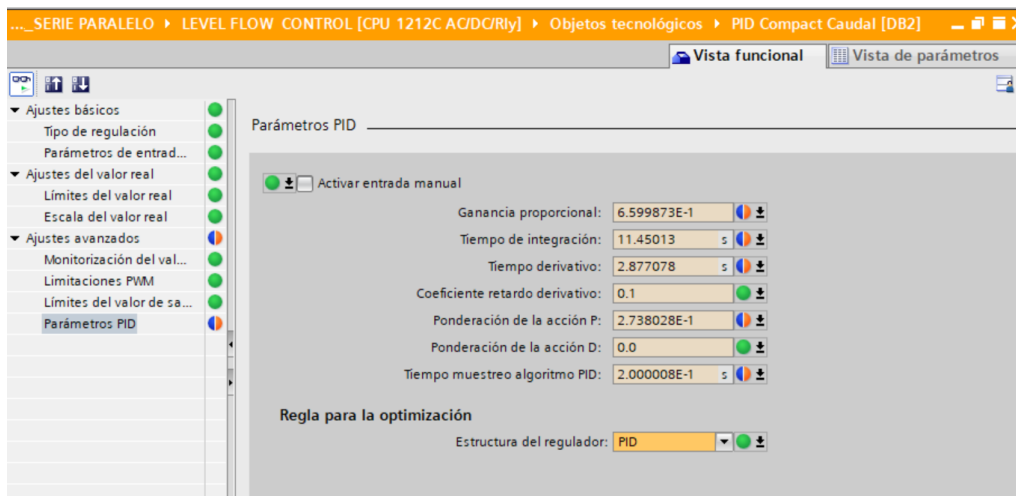 ..._SERIE PARALELO ▸ LEVEL FLOW CONTROL [CPU 1212C AC/DC/Rly] ▸ Objetos tecnológicos ▸ PID Compact Caudal [DB2]
Vista funcional
Vista de parámetros
Ajustes básicos
Tipo de regulación
Parámetros de entrad...
Ajustes del valor real
Límites del valor real
Escala del valor real
Ajustes avanzados
Monitorización del val...
Limitaciones PWM
Límites del valor de sa...
Parámetros PID
Parámetros PID
Activar entrada manual
Ganancia proporcional: 6.599873E-1
Tiempo de integración: 11.45013 s
Tiempo derivativo: 2.877078 s
Coeficiente retardo derivativo: 0.1
Ponderación de la acción P: 2.738028E-1
Ponderación de la acción D: 0.0
Tiempo muestreo algoritmo PID: 2.000008E-1 s
Regla para la optimización
Estructura del regulador: PID